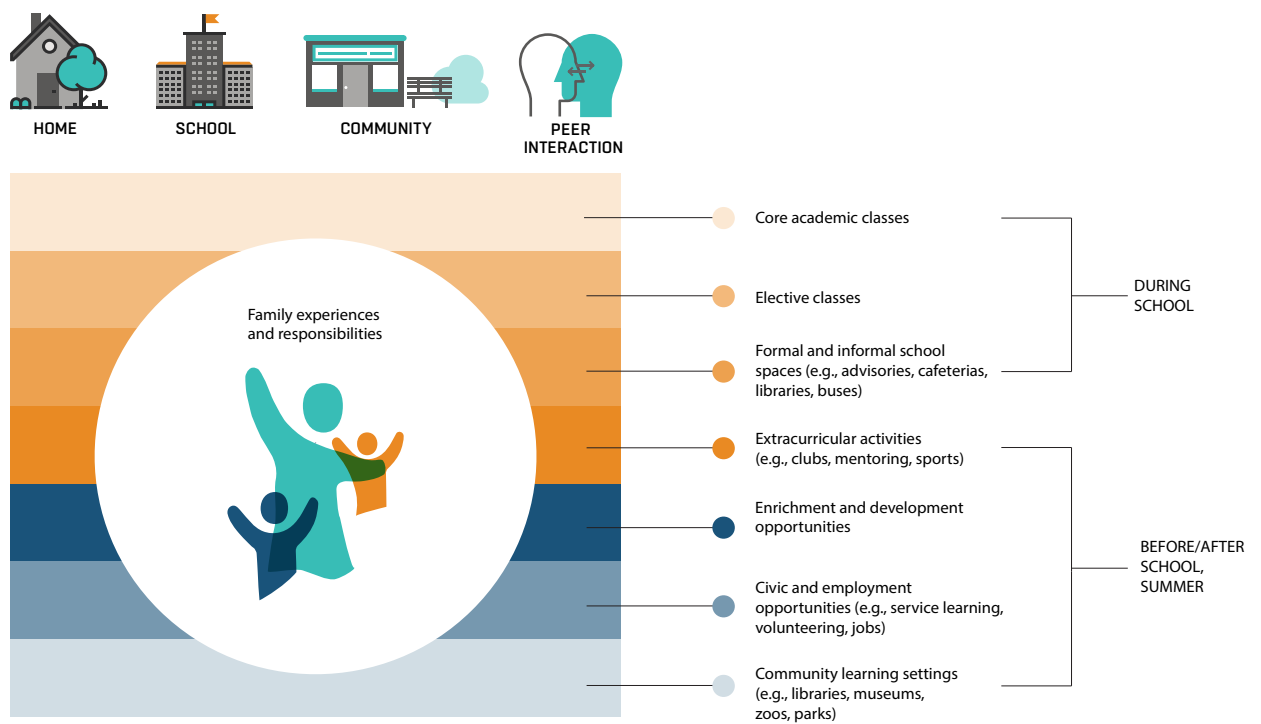 HOME
SCHOOL
COMMUNITY
PEER
INTERACTION
Family experiences
and responsibilities
Core academic classes
Elective classes
Formal and informal school
spaces (e.g., advisories, cafeterias,
libraries, buses)
DURING
SCHOOL
Extracurricular activities
(e.g., clubs, mentoring, sports)
Enrichment and development
opportunities
Civic and employment
opportunities (e.g., service learning,
volunteering, jobs)
Community learning settings
(e.g., libraries, museums,
zoos, parks)
BEFORE/AFTER
SCHOOL,
SUMMER